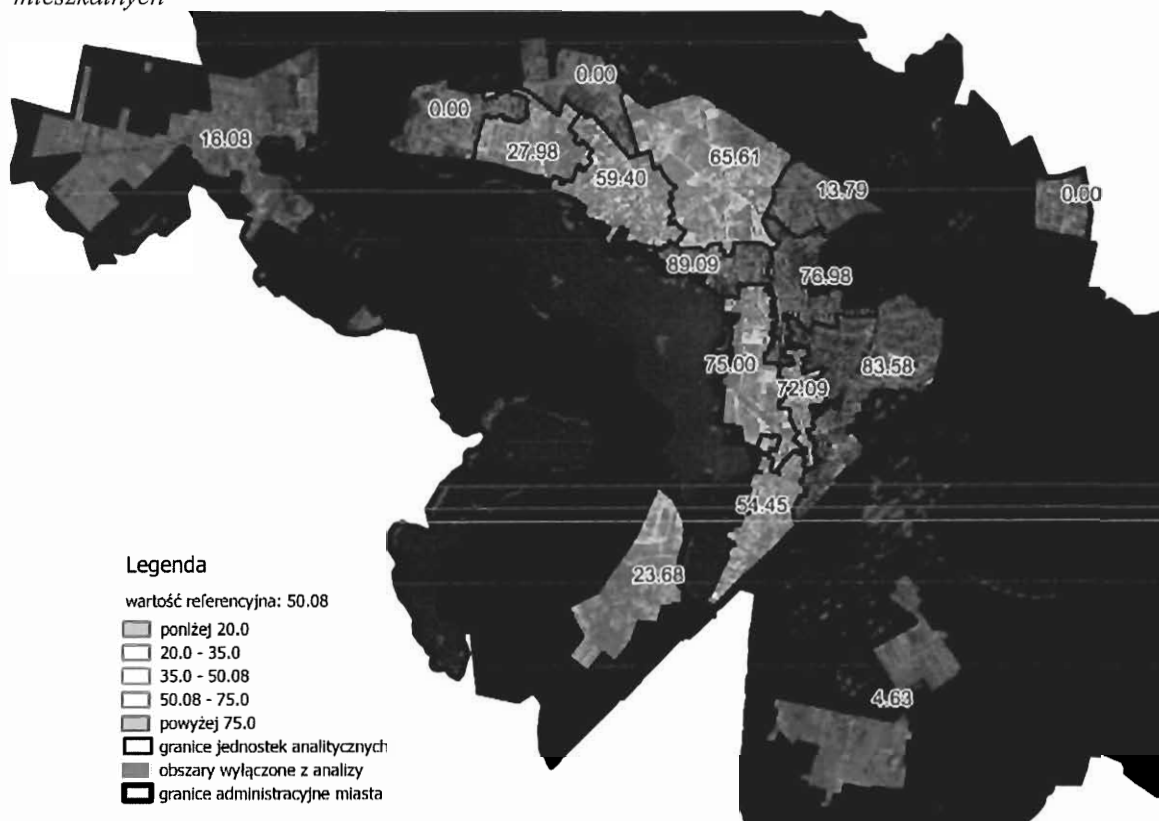 mieszkalnych
0.00
0.00
16.08
27.98
65.61
59.40
13.79
0.00
89.09
76.98
75.00
83.58
72.09
54.45
23.68
4.63
Legenda
wartość referencyjna: 50.08
poniżej 20.0
20.0 - 35.0
35.0 - 50.08
50.08 - 75.0
powyżej 75.0
granice jednostek analitycznych
obszary wyłączone z analizy
granice administracyjne miasta